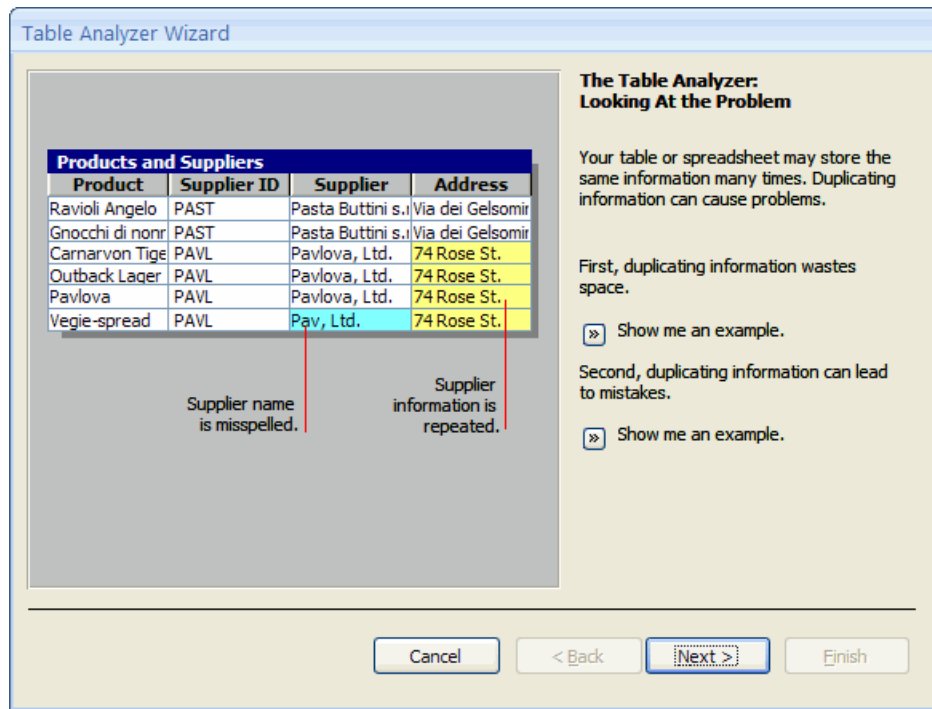 Table Analyzer Wizard
Products and Suppliers
Product Supplier ID Supplier Address
Ravioli Angelo PAST Pasta Buttini s.r Via dei Gelsomir
Gnocchi di nonr PAST Pasta Buttini s.r Via dei Gelsomir
Carnarvon Tige PAVL Pavlova, Ltd. 74 Rose St.
Outback Lager PAVL Pavlova, Ltd. 74 Rose St.
Pavlova PAVL Pavlova, Ltd. 74 Rose St.
Vegie-spread PAVL Pav, Ltd. 74 Rose St.
Supplier name
is misspelled.
Supplier
information is
repeated.
The Table Analyzer:
Looking At the Problem
Your table or spreadsheet may store the
same information many times. Duplicating
information can cause problems.
First, duplicating information wastes
space.
» Show me an example.
Second, duplicating information can lead
to mistakes.
» Show me an example.
Cancel < Back Next > Finish